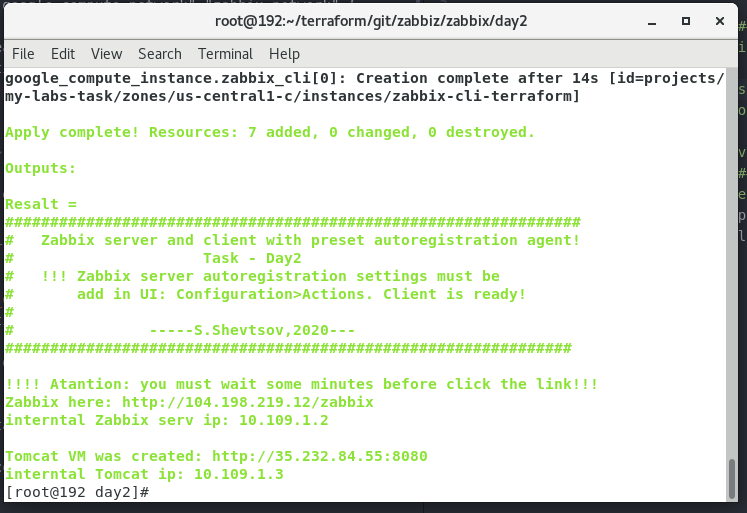 root@192:~/terraform/git/zabbiz/zabbix/day2
File Edit View Search Terminal Help
google_compute_instance.zabbix_cli[0]: Creation complete after 14s [id=projects/
my-labs-task/zones/us-central1-c/instances/zabbix-cli-terraform]
Apply complete! Resources: 7 added, 0 changed, 0 destroyed.
Outputs:
Resalt =
################################################################
#   Zabbix server and client with preset autoregistration agent!
#                     Task - Day2
#   !!! Zabbix server autoregistration settings must be
#       add in UI: Configuration>Actions. Client is ready!
#
#               -----S.Shevtsov,2020---
###############################################################
!!!! Atantion: you must wait some minutes before click the link!!!
Zabbix here: http://104.198.219.12/zabbix
interntal Zabbix serv ip: 10.109.1.2
Tomcat VM was created: http://35.232.84.55:8080
interntal Tomcat ip: 10.109.1.3
[root@192 day2]#